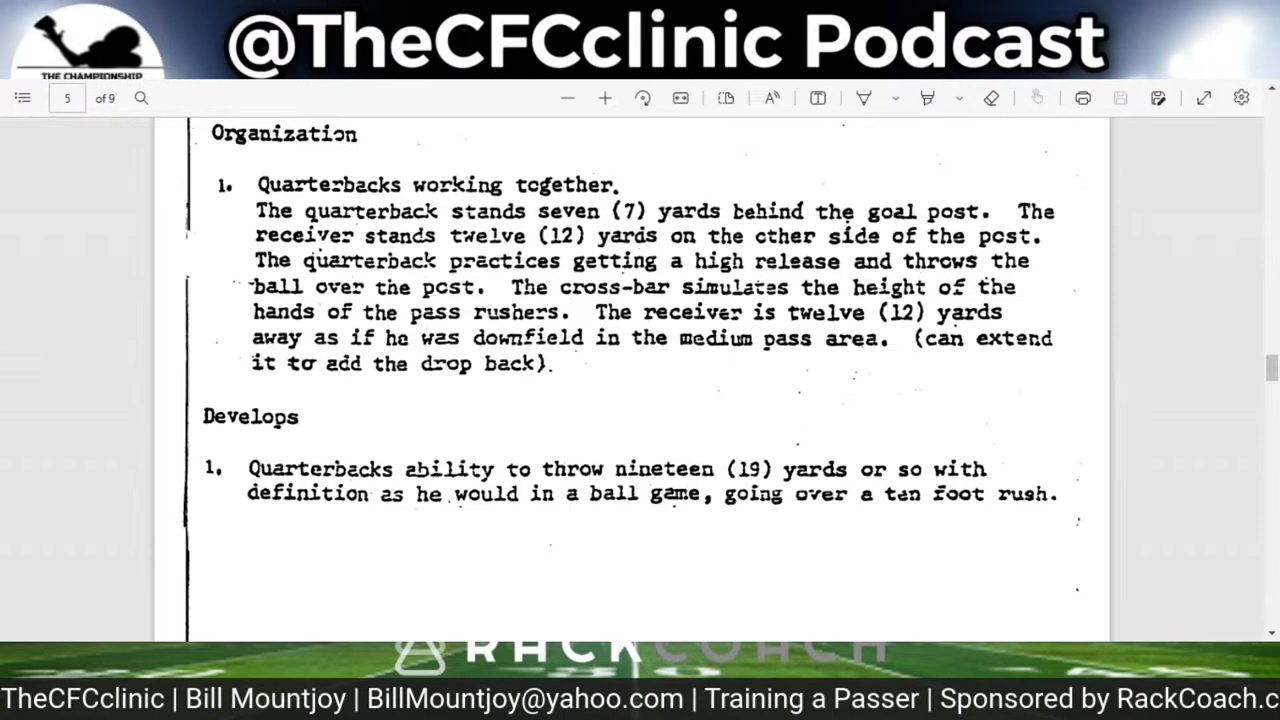 @TheCFCclinic Podcast
THE CHAMPIONSHIP
5 of 9
Organization
1. Quarterbacks working together.
The quarterback stands seven (7) yards behind the goal post. The
receiver stands twelve (12) yards on the other side of the post.
The quarterback practices getting a high release and throws the
ball over the post. The cross-bar simulates the height of the
hands of the pass rushers. The receiver is twelve (12) yards
away as if he was downfield in the medium pass area. (can extend
it to add the drop back).
Develops
1. Quarterbacks ability to throw nineteen (19) yards or so with
definition as he would in a ball game, going over a ten foot rush.
RACKCOACH
TheCFCclinic | Bill Mountjoy | BillMountjoy@yahoo.com | Training a Passer | Sponsored by RackCoach.c